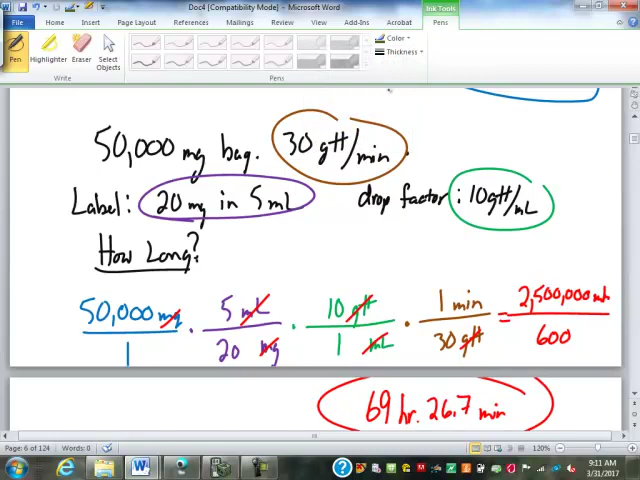 Doc4 [Compatibility Mode] - Microsoft Word
Ink Tools
File Home Insert Page Layout References Mailings Review View Add-Ins Acrobat Pens
Pen Highlighter Eraser Select Objects
Color
Thickness
Write Pens
50,000 mg bag. 30 gtt/min.
Label: 20 mg in 5 mL drop factor: 10 gtt/mL
How Long?
50,000 mg / 1 · 5 mL / 20 mg · 10 gtt / 1 mL · 1 min / 30 gtt = 2,500,000 min / 600
69 hr. 26.7 min
Page: 6 of 124 Words: 0 120%
9:11 AM
3/31/2017